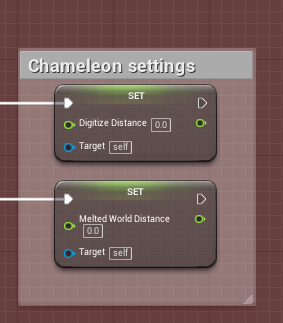 Chameleon settings
SET
Digitize Distance 0.0
Target self
SET
Melted World Distance
0.0
Target self